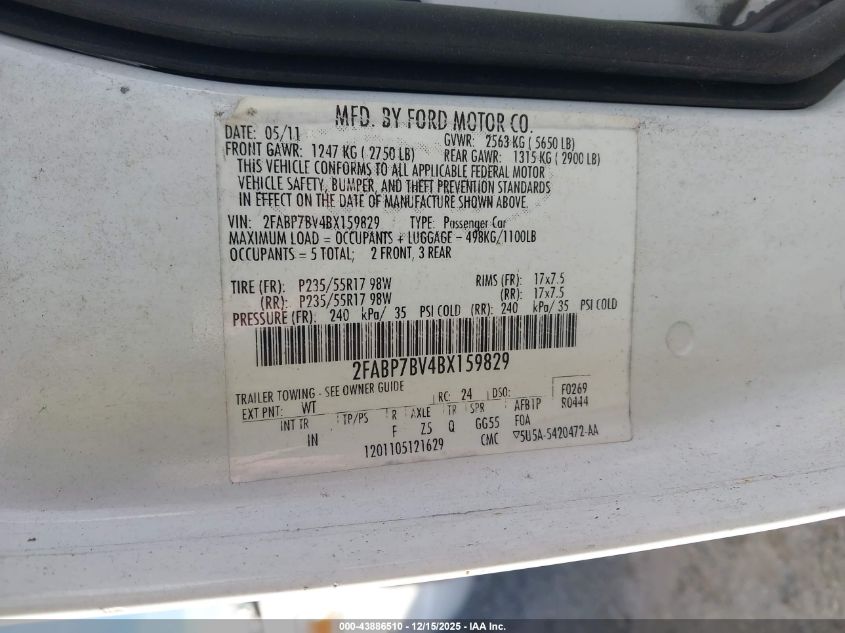 MFD. BY FORD MOTOR CO.
DATE: 05/11 GVWR: 2563 KG ( 5650 LB)
FRONT GAWR: 1247 KG ( 2750 LB) REAR GAWR: 1315 KG ( 2900 LB)
THIS VEHICLE CONFORMS TO ALL APPLICABLE FEDERAL MOTOR
VEHICLE SAFETY, BUMPER, AND THEFT PREVENTION STANDARDS
IN EFFECT ON THE DATE OF MANUFACTURE SHOWN ABOVE.
VIN: 2FABP7BV4BX159829 TYPE: Passenger Car
MAXIMUM LOAD = OCCUPANTS + LUGGAGE - 498KG/1100LB
OCCUPANTS = 5 TOTAL; 2 FRONT, 3 REAR
TIRE (FR): P235/55R17 98W RIMS (FR): 17x7.5
(RR): P235/55R17 98W (RR): 17x7.5
PRESSURE (FR): 240 kPa/ 35 PSI COLD (RR): 240 kPa/ 35 PSI COLD
2FABP7BV4BX159829
TRAILER TOWING - SEE OWNER GUIDE
EXT PNT: WT RC: 24 DSO: F0269
INT TR TP/PS R AXLE TR SPR AFB1P R0444
IN F Z5 Q GG55 FOA
1201105121629 CMC ▽5U5A-5420472-AA
000-43886510 - 12/15/2025 - IAA Inc.